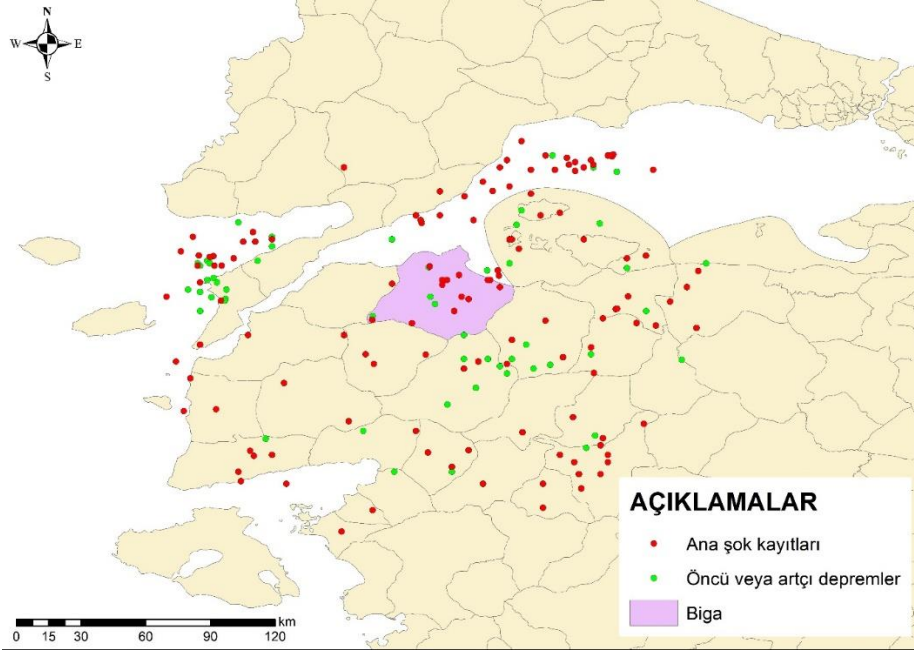 N
W E
S
AÇIKLAMALAR
Ana şok kayıtları
Öncü veya artçı depremler
Biga
0 15 30 60 90 120 km